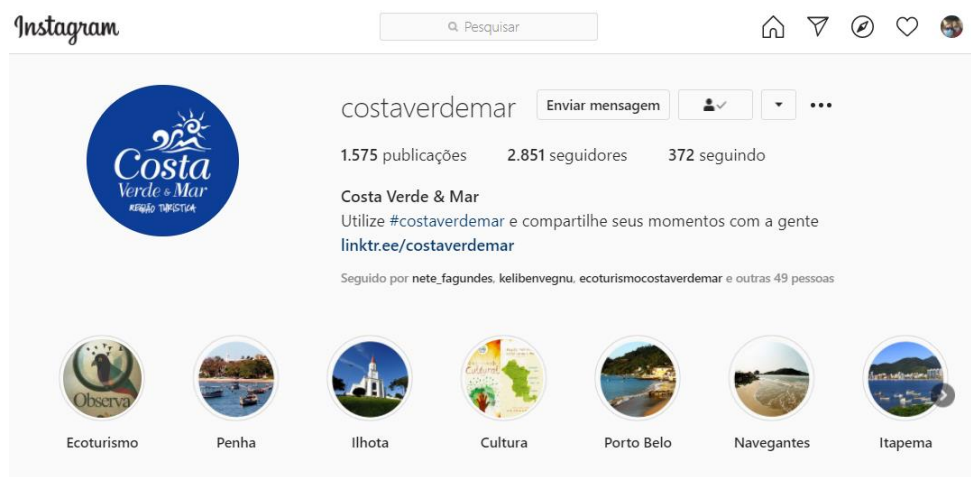 Instagram
Pesquisar
costaverdemar Enviar mensagem
1.575 publicações 2.851 seguidores 372 seguindo
Costa Verde & Mar
Utilize #costaverdemar e compartilhe seus momentos com a gente
linktr.ee/costaverdemar
Seguido por nete_fagundes, kelibenvegnu, ecoturismocostaverdemar e outras 49 pessoas
Costa
Verde & Mar
REGIÃO TURÍSTICA
Observa
Cultural
Ecoturismo Penha Ilhota Cultura Porto Belo Navegantes Itapema